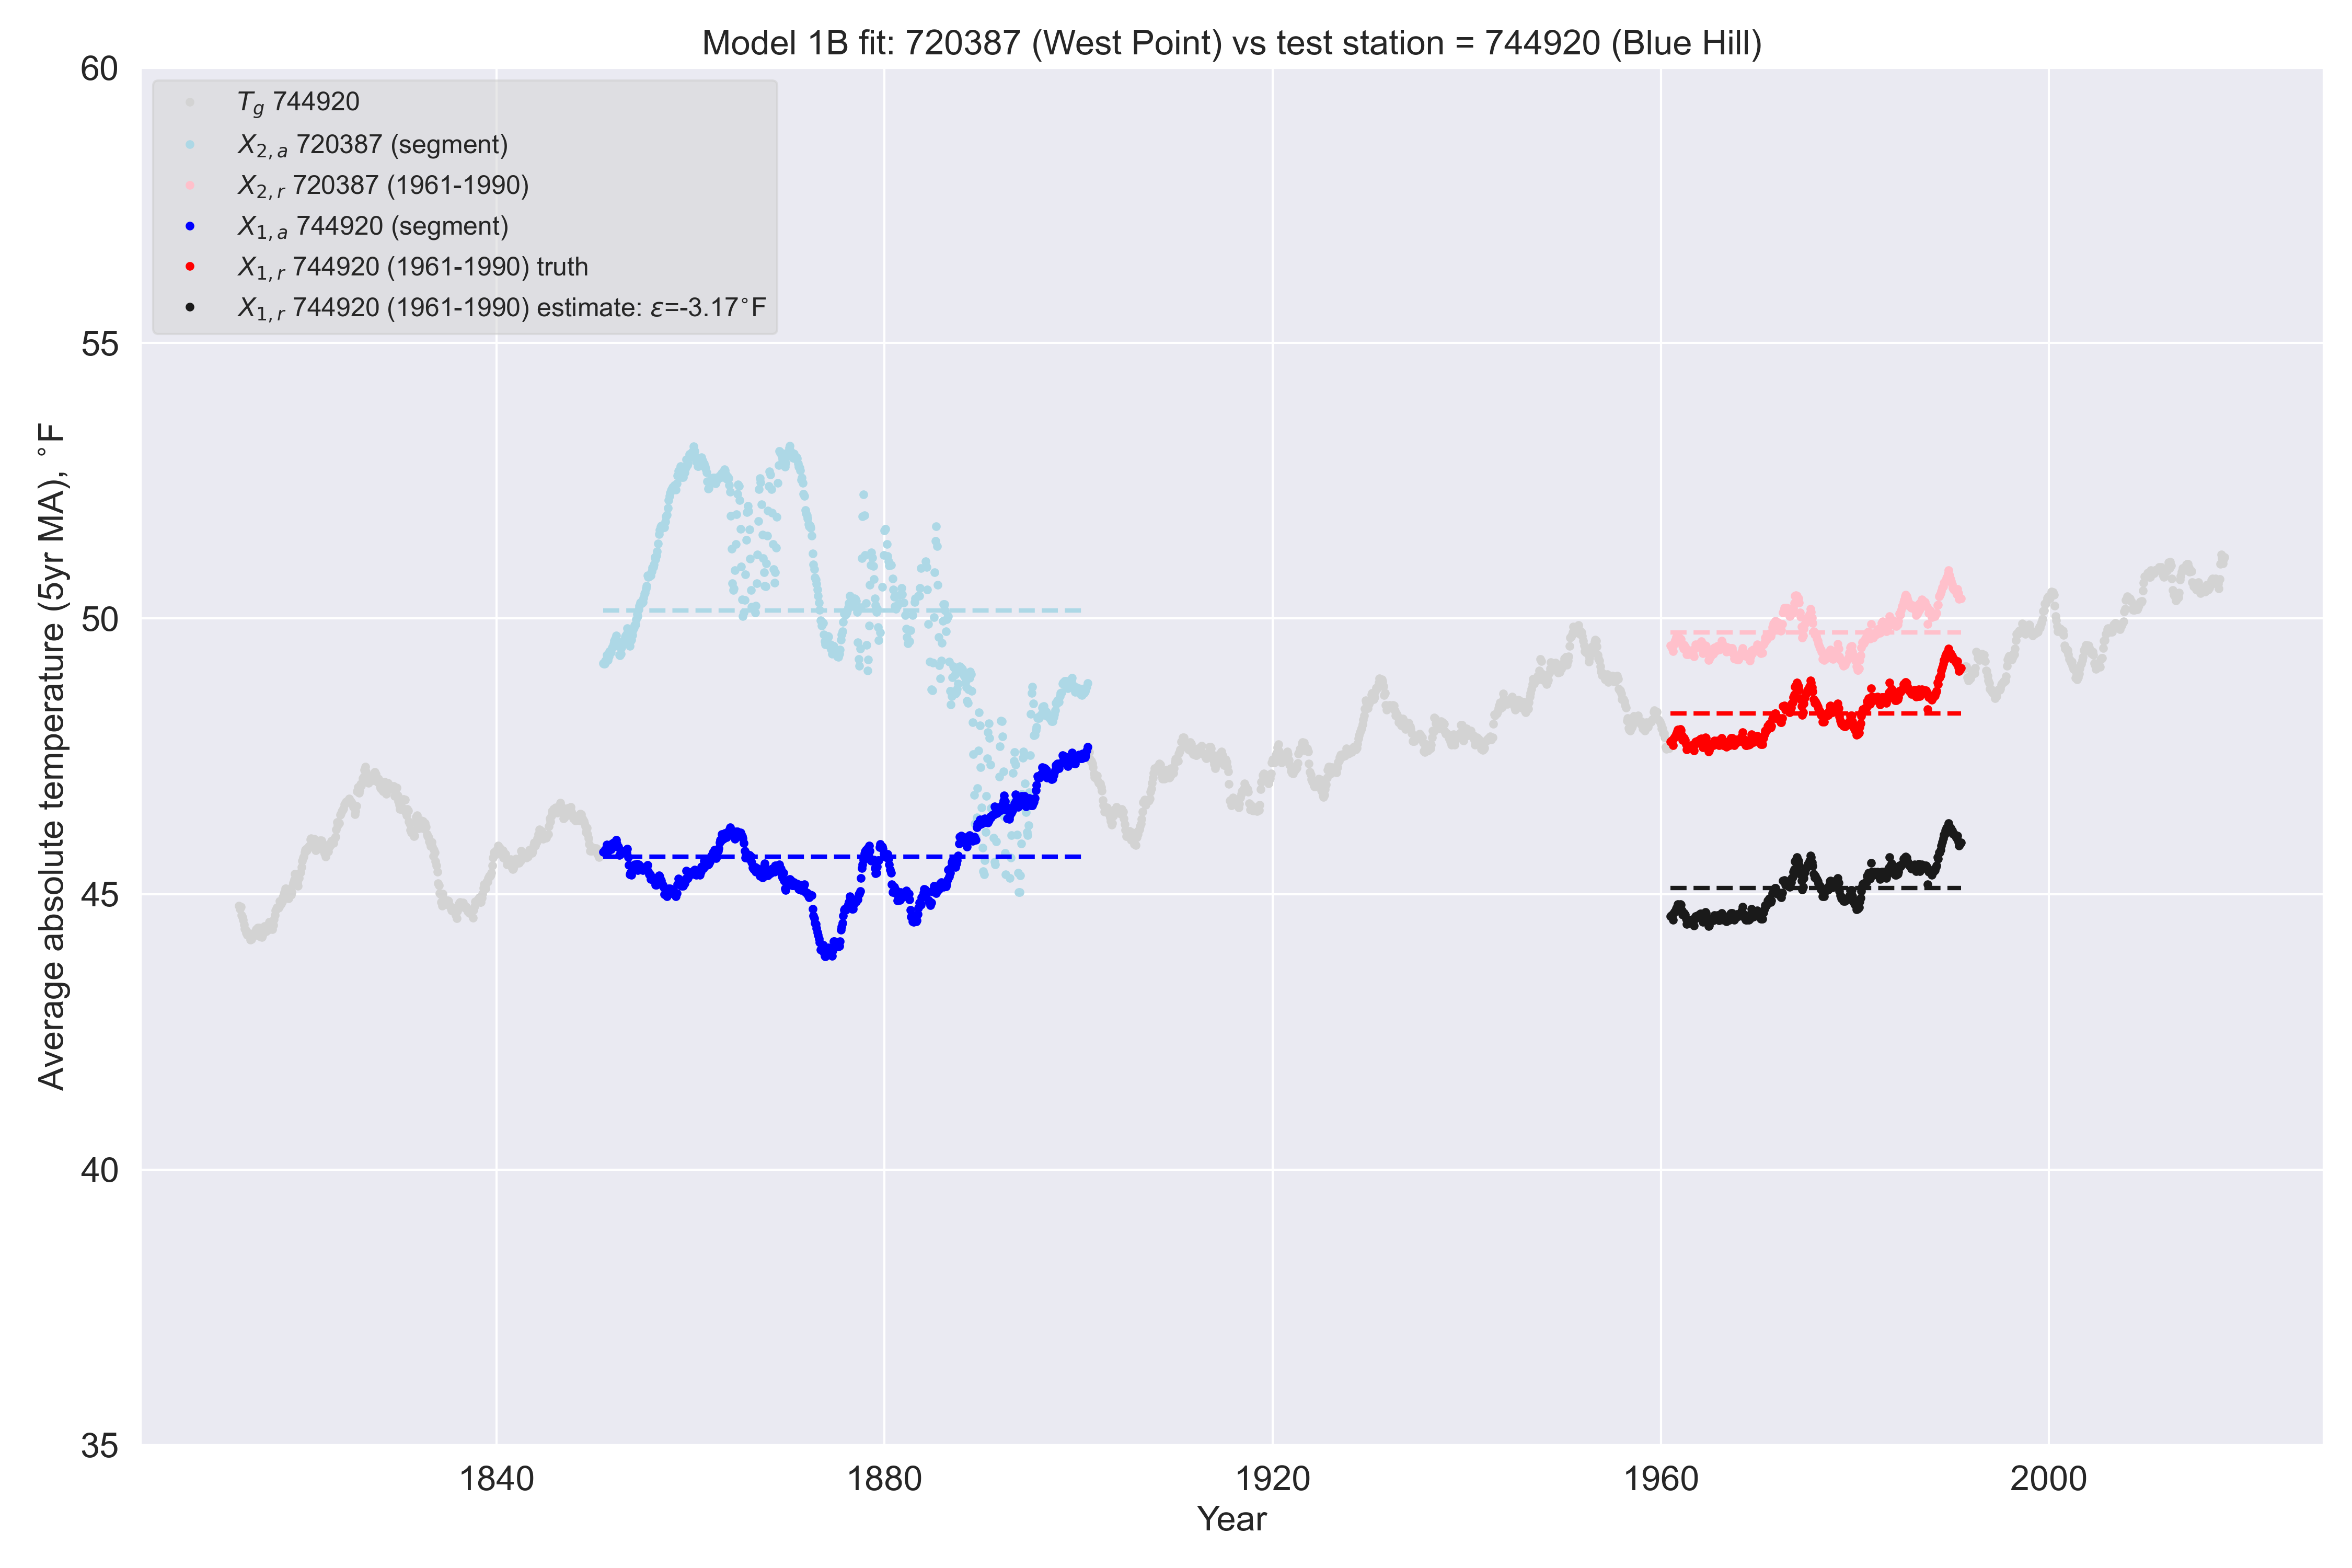 Model 1B fit: 720387 (West Point) vs test station = 744920 (Blue Hill)
T_g 744920
X_{2,a} 720387 (segment)
X_{2,r} 720387 (1961-1990)
X_{1,a} 744920 (segment)
X_{1,r} 744920 (1961-1990) truth
X_{1,r} 744920 (1961-1990) estimate: ε=-3.17°F
Average absolute temperature (5yr MA), °F
60
55
50
45
40
35
1840 1880 1920 1960 2000
Year